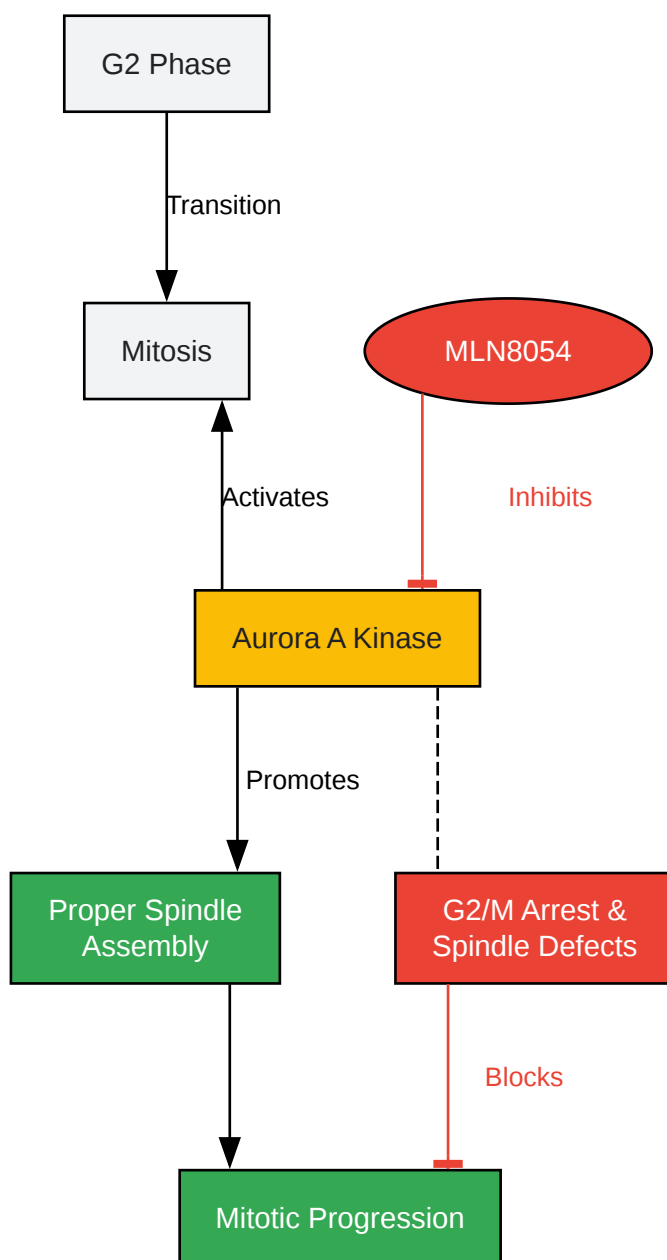 G2 Phase
Transition
Mitosis
MLN8054
Activates
Inhibits
Aurora A Kinase
Promotes
Proper Spindle
Assembly
G2/M Arrest &
Spindle Defects
Blocks
Mitotic Progression